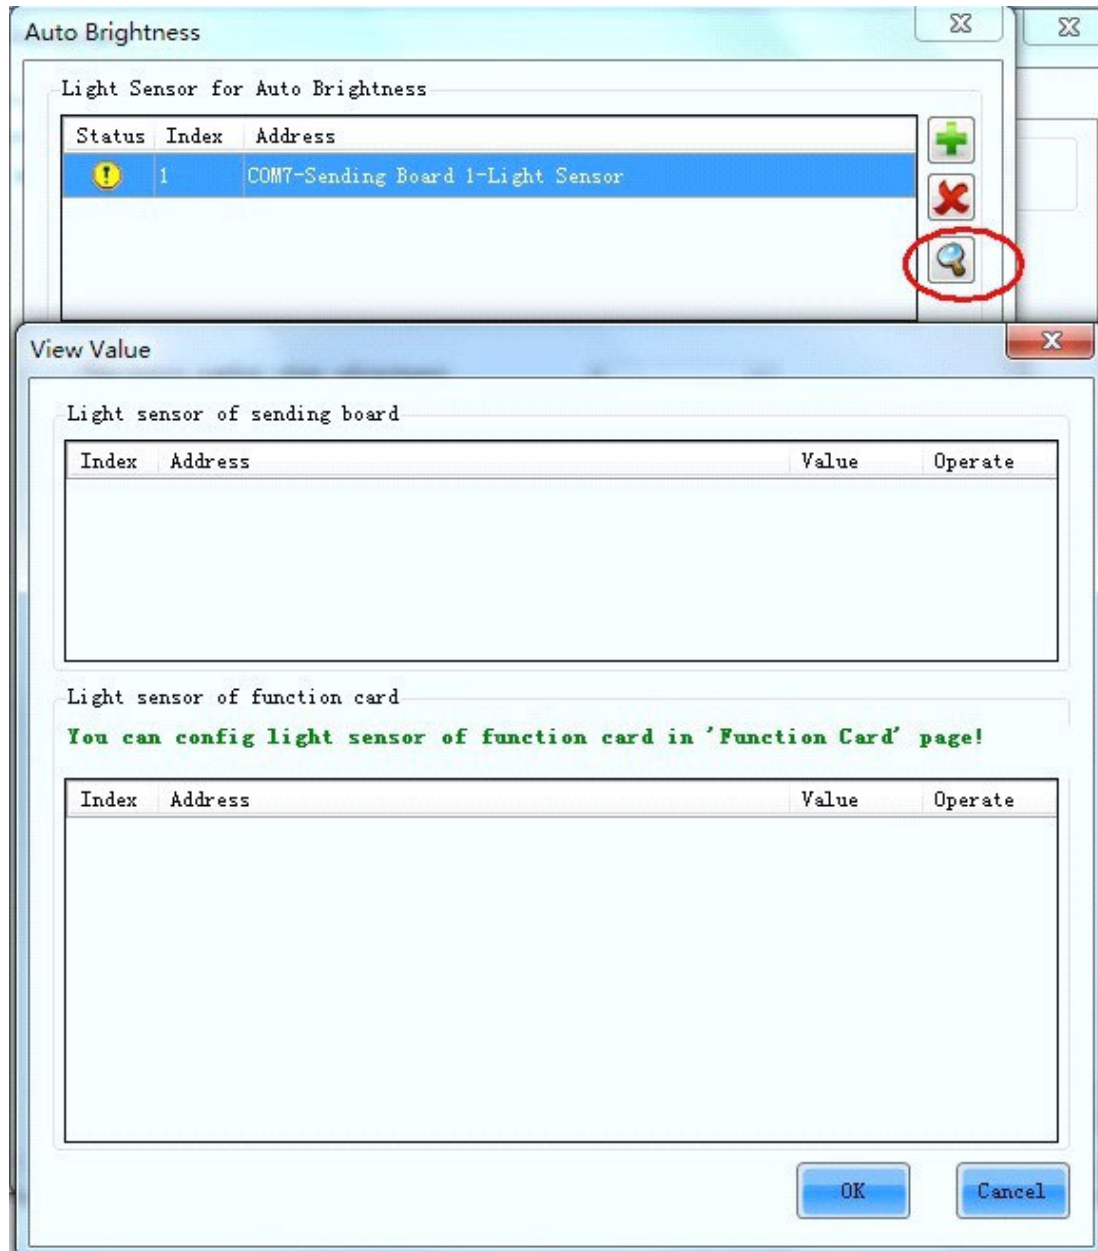 Auto Brightness
Light Sensor for Auto Brightness
Status Index Address
1 COM7-Sending Board 1-Light Sensor
View Value
Light sensor of sending board
Index Address Value Operate
Light sensor of function card
You can config light sensor of function card in 'Function Card' page!
Index Address Value Operate
OK Cancel